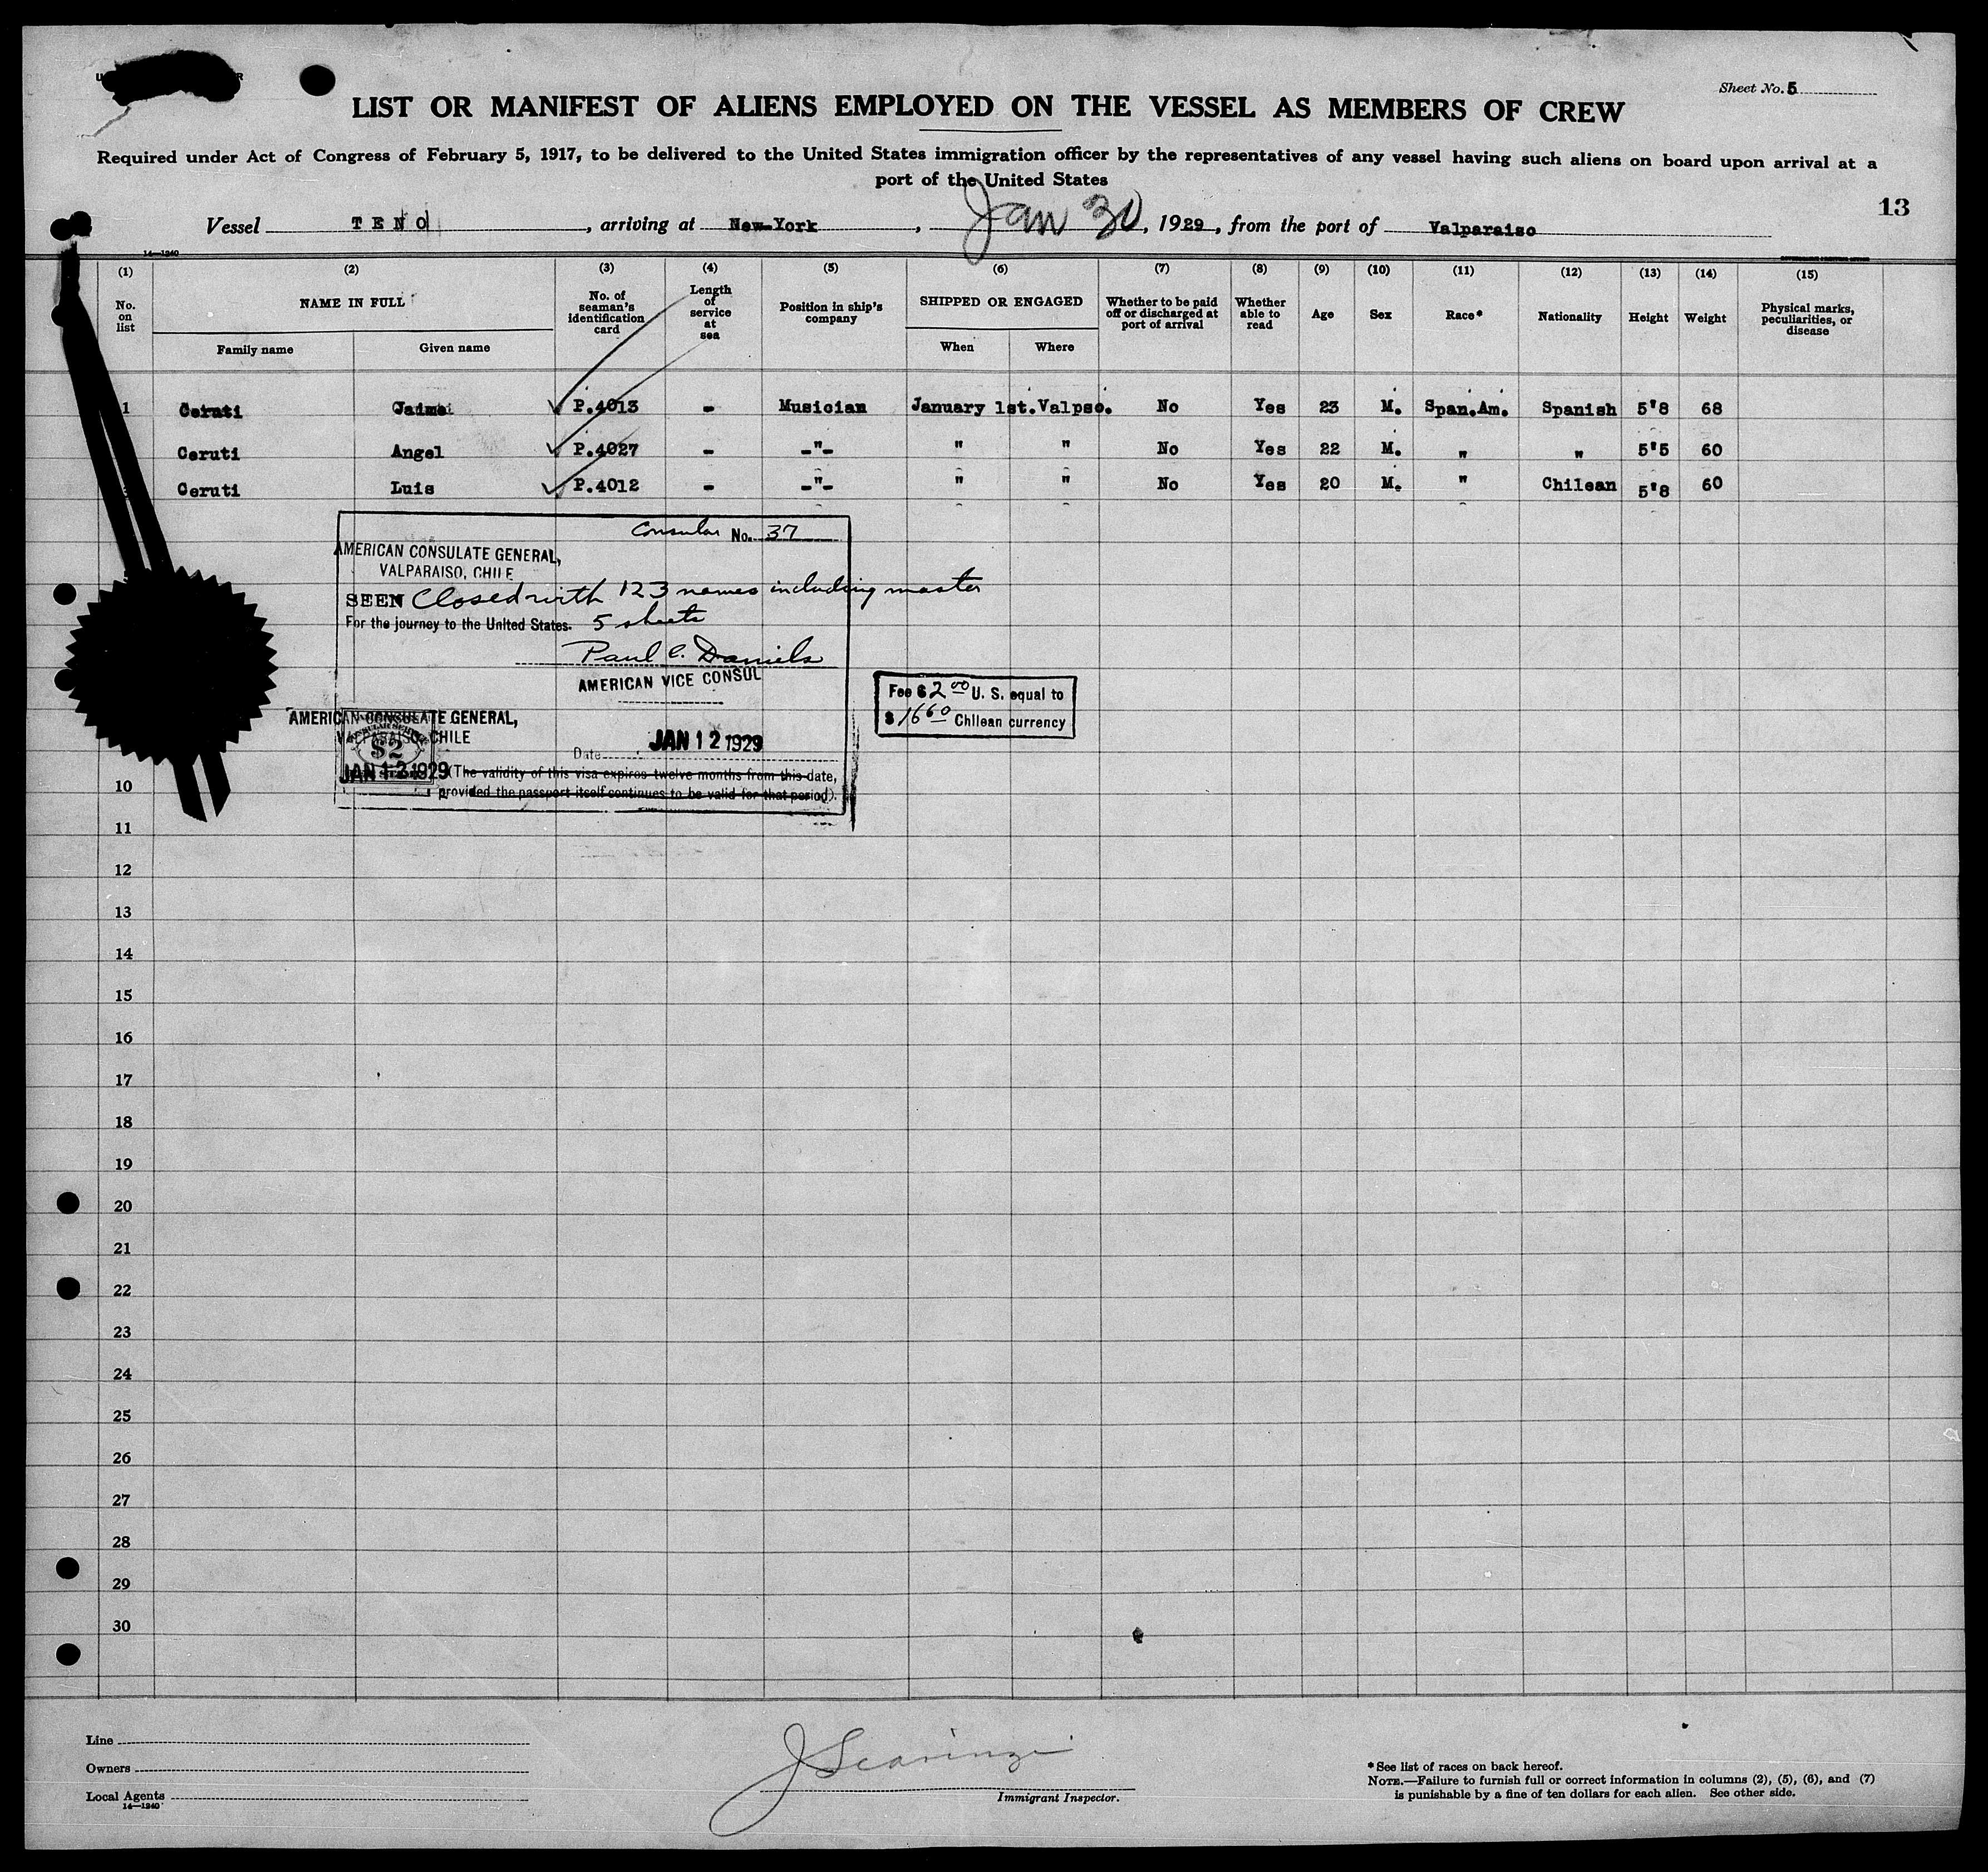 Sheet No. 5
LIST OR MANIFEST OF ALIENS EMPLOYED ON THE VESSEL AS MEMBERS OF CREW
Required under Act of Congress of February 5, 1917, to be delivered to the United States immigration officer by the representatives of any vessel having such aliens on board upon arrival at a
port of the United States
13
Vessel TENO, arriving at New-York, Jan 30, 1929, from the port of Valparaiso
14—1240
(1) (2) (3) (4) (5) (6) (7) (8) (9) (10) (11) (12) (13) (14) (15)
No. on list NAME IN FULL No. of seaman's identification card Length of service at sea Position in ship's company SHIPPED OR ENGAGED Whether to be paid off or discharged at port of arrival Whether able to read Age Sex Race* Nationality Height Weight Physical marks, peculiarities, or disease
Family name Given name When Where
1 Ceruti Jaime P.4013 - Musician January 1st. Valpso. No Yes 23 M. Span.Am. Spanish 5'8 68
Ceruti Angel P.4027 - -"- " " No Yes 22 M. " " 5'5 60
Ceruti Luis P.4012 - -"- " " No Yes 20 M. " Chilean 5'8 60
Consular No. 37
AMERICAN CONSULATE GENERAL,
VALPARAISO, CHILE
SEEN Closed with 123 names including master
For the journey to the United States. 5 sheets
Paul C. Daniels
AMERICAN VICE CONSUL
Fee $ 2.00 U. S. equal to
$ 16.60 Chilean currency
AMERICAN CONSULATE GENERAL,
VALPARAISO, CHILE
$2
Date JAN 12 1929
JAN 12 1929
(The validity of this visa expires twelve months from this date,
provided the passport itself continues to be valid for that period).
10
11
12
13
14
15
16
17
18
19
20
21
22
23
24
25
26
27
28
29
30
Line
Owners
Local Agents
14—1240
J Scarinzi
Immigrant Inspector.
*See list of races on back hereof.
NOTE.—Failure to furnish full or correct information in columns (2), (5), (6), and (7)
is punishable by a fine of ten dollars for each alien. See other side.